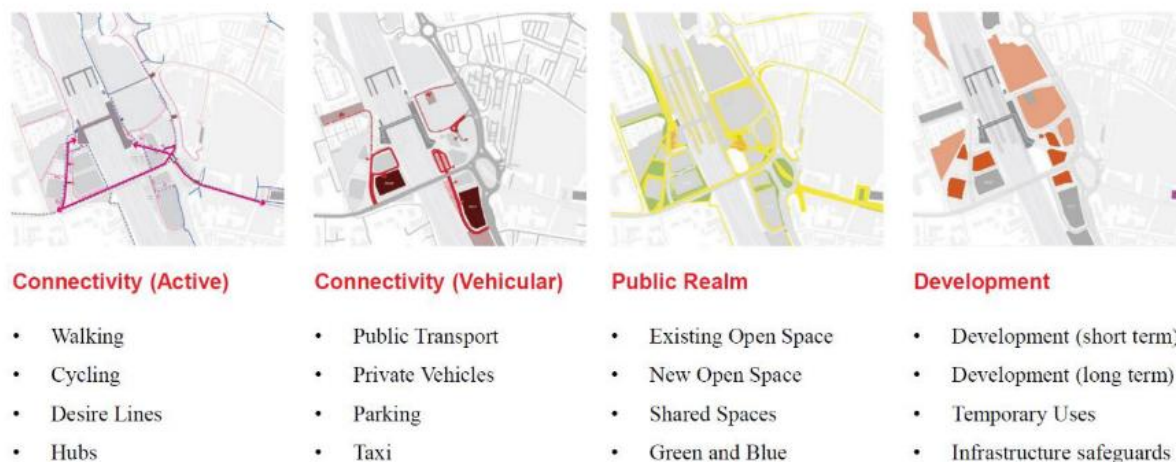 Connectivity (Active)
• Walking
• Cycling
• Desire Lines
• Hubs
Connectivity (Vehicular)
• Public Transport
• Private Vehicles
• Parking
• Taxi
Public Realm
• Existing Open Space
• New Open Space
• Shared Spaces
• Green and Blue
Development
• Development (short term)
• Development (long term)
• Temporary Uses
• Infrastructure safeguards